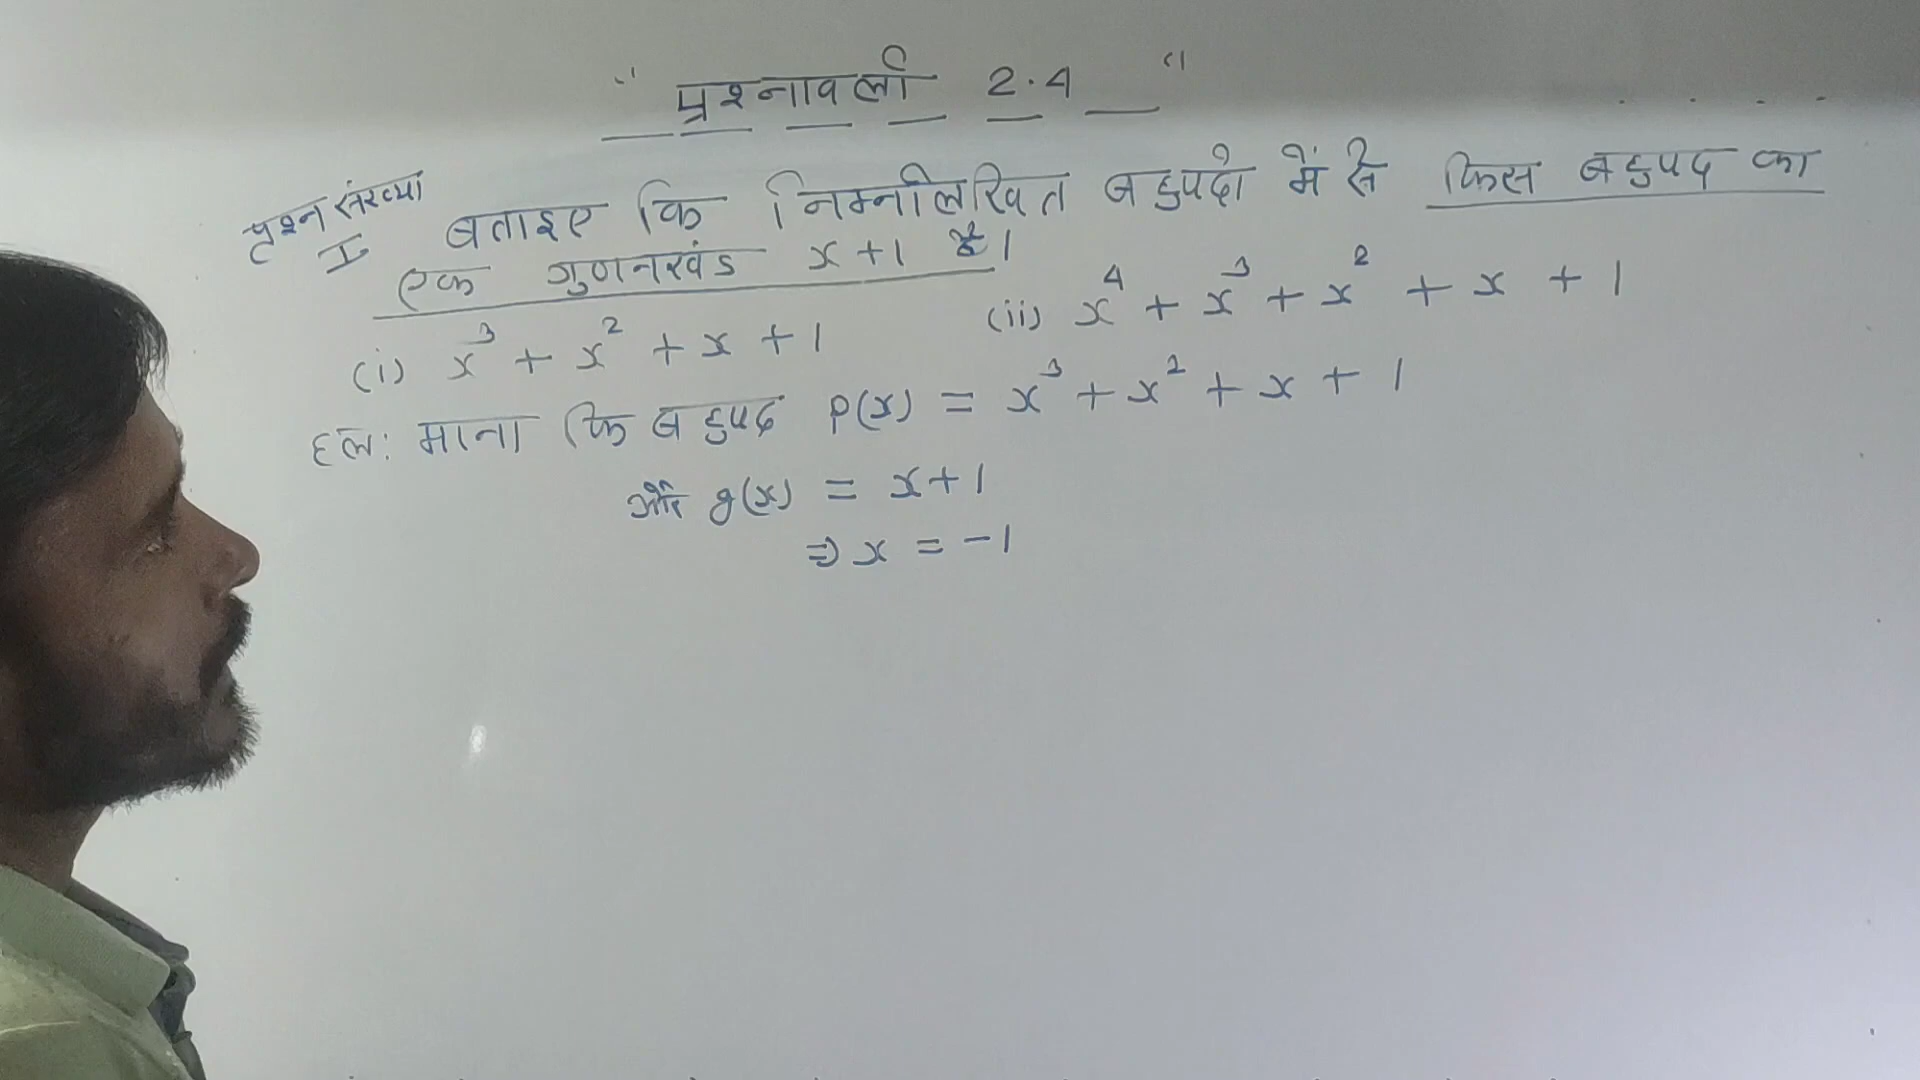 " प्रश्नावली 2.4 "
प्रश्न संख्या I बताइए कि निम्नलिखित बहुपदो में से किस बहुपद का
एक गुणनखंड x+1 है।
(i) x³ + x² + x + 1 (ii) x⁴ + x³ + x² + x + 1
हल: माना कि बहुपद p(x) = x³ + x² + x + 1
और g(x) = x+1
⇒ x = -1